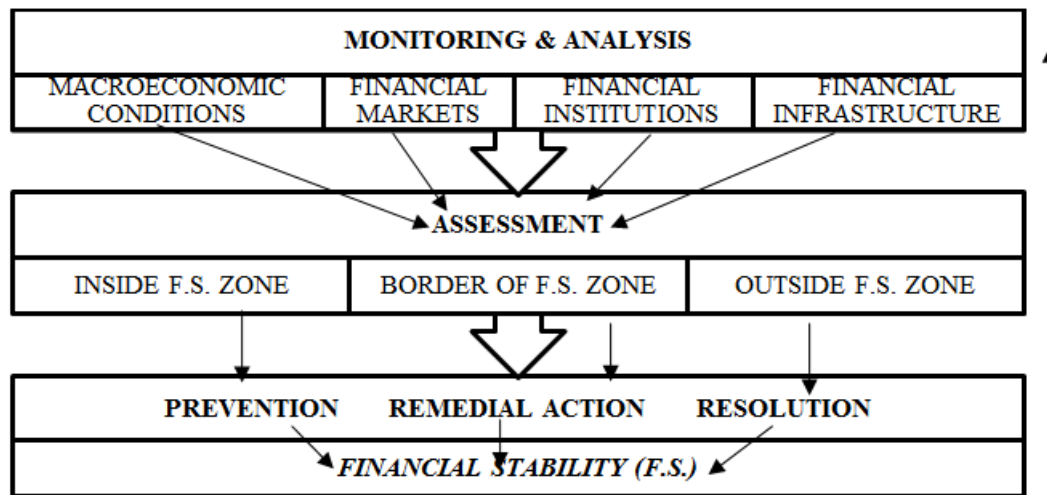 MONITORING & ANALYSIS
MACROECONOMIC CONDITIONS
FINANCIAL MARKETS
FINANCIAL INSTITUTIONS
FINANCIAL INFRASTRUCTURE
ASSESSMENT
INSIDE F.S. ZONE
BORDER OF F.S. ZONE
OUTSIDE F.S. ZONE
PREVENTION
REMEDIAL ACTION
RESOLUTION
FINANCIAL STABILITY (F.S.)